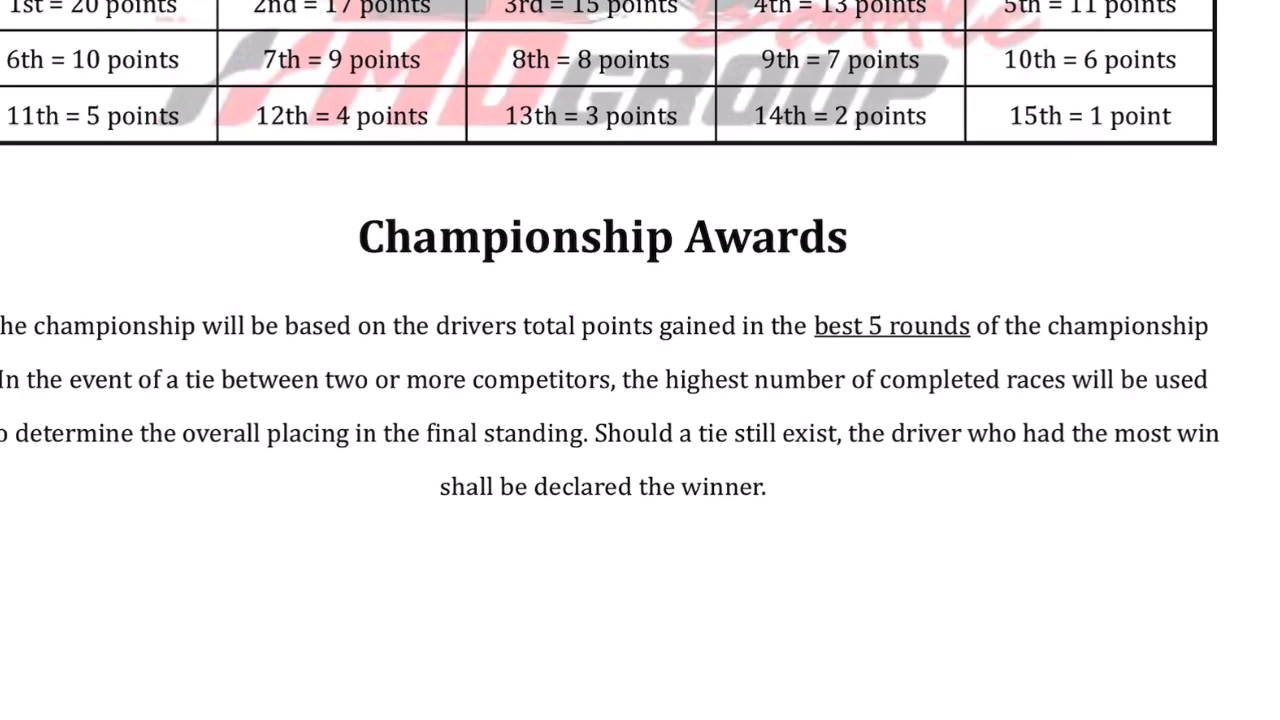 1st = 20 points 2nd = 17 points 3rd = 15 points 4th = 13 points 5th = 11 points
6th = 10 points 7th = 9 points 8th = 8 points 9th = 7 points 10th = 6 points
11th = 5 points 12th = 4 points 13th = 3 points 14th = 2 points 15th = 1 point
GROUP
Championship Awards
he championship will be based on the drivers total points gained in the best 5 rounds of the championship
In the event of a tie between two or more competitors, the highest number of completed races will be used
o determine the overall placing in the final standing. Should a tie still exist, the driver who had the most win
shall be declared the winner.